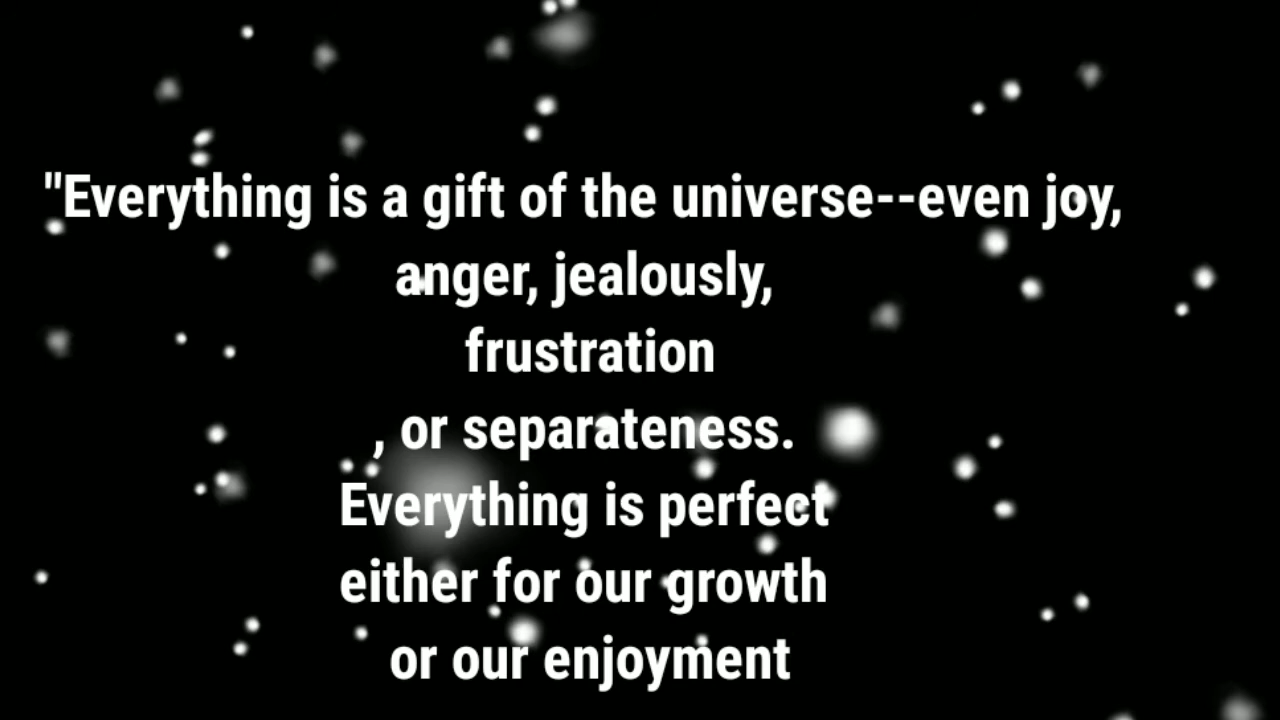 "Everything is a gift of the universe--even joy,
anger, jealously,
frustration
, or separateness.
Everything is perfect
either for our growth
or our enjoyment